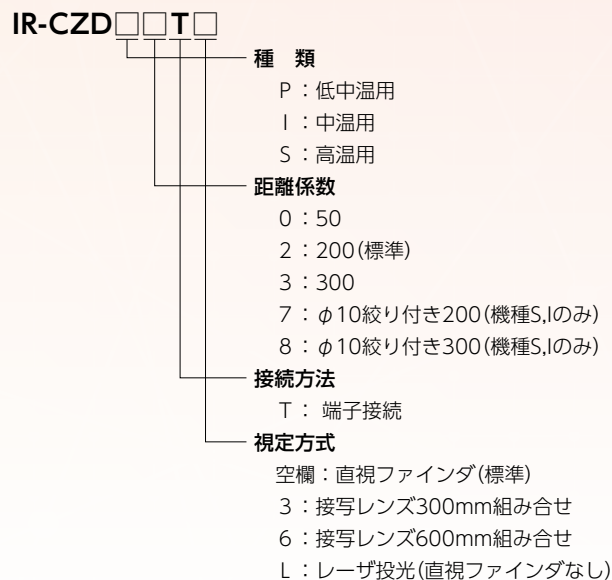 IR-CZD□□T□
種　類
P：低中温用
I：中温用
S：高温用
距離係数
0：50
2：200(標準)
3：300
7：φ10絞り付き200(機種S,Iのみ)
8：φ10絞り付き300(機種S,Iのみ)
接続方法
T： 端子接続
視定方式
空欄：直視ファインダ(標準)
3：接写レンズ300mm組み合せ
6：接写レンズ600mm組み合せ
L：レーザ投光(直視ファインダなし)